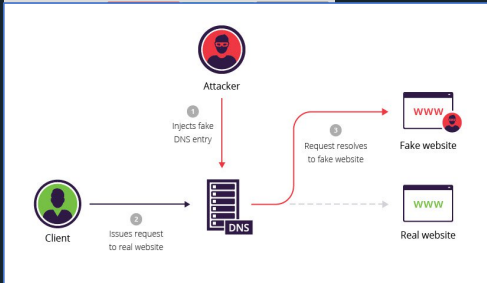 Attacker
1
Injects fake
DNS entry
www
3
Request resolves
to fake website
Fake website
www
DNS
Client
2
Issues request
to real website
Real website